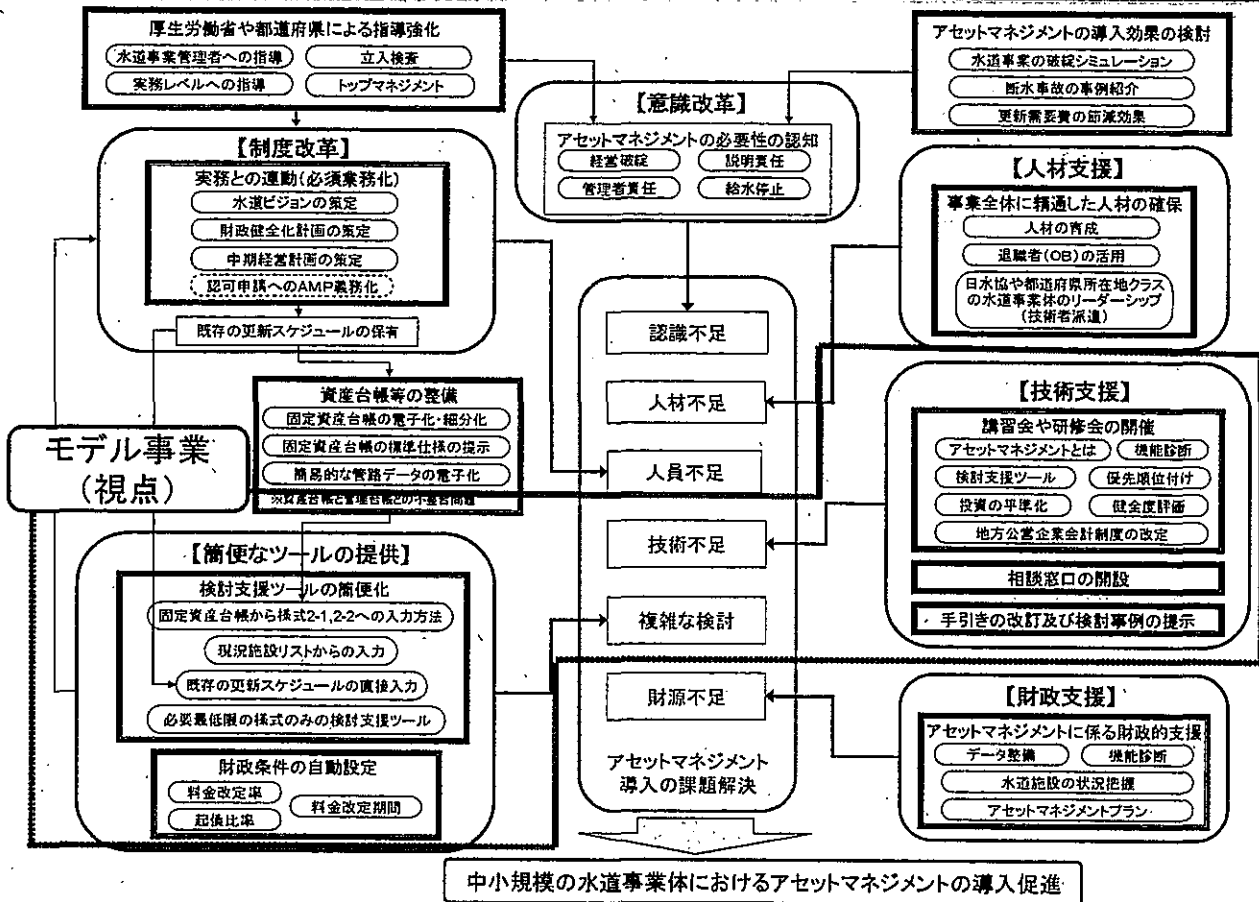 厚生労働省や都道府県による指導強化
水道事業管理者への指導
立入検査
実務レベルへの指導
トップマネジメント
アセットマネジメントの導入効果の検討
水道事業の破綻シミュレーション
断水事故の事例紹介
更新需要費の節減効果
【意識改革】
アセットマネジメントの必要性の認知
経営破綻
説明責任
管理者責任
給水停止
【制度改革】
実務との連動(必須業務化)
水道ビジョンの策定
財政健全化計画の策定
中期経営計画の策定
認可申請へのAMP義務化
既存の更新スケジュールの保有
【人材支援】
事業全体に精通した人材の確保
人材の育成
退職者(OB)の活用
日水協や都道府県所在地クラス
の水道事業体のリーダーシップ
(技術者派遣)
資産台帳等の整備
固定資産台帳の電子化・細分化
固定資産台帳の標準仕様の提示
簡易的な管路データの電子化
※資産台帳と管理台帳との不整合問題
モデル事業
(視点)
認識不足
人材不足
人員不足
技術不足
複雑な検討
財源不足
アセットマネジメント
導入の課題解決
【技術支援】
講習会や研修会の開催
アセットマネジメントとは
機能診断
検討支援ツール
優先順位付け
投資の平準化
健全度評価
地方公営企業会計制度の改定
相談窓口の開設
手引きの改訂及び検討事例の提示
【簡便なツールの提供】
検討支援ツールの簡便化
固定資産台帳から様式2-1,2-2への入力方法
現況施設リストからの入力
既存の更新スケジュールの直接入力
必要最低限の様式のみの検討支援ツール
財政条件の自動設定
料金改定率
料金改定期間
起債比率
【財政支援】
アセットマネジメントに係る財政的支援
データ整備
機能診断
水道施設の状況把握
アセットマネジメントプラン
中小規模の水道事業体におけるアセットマネジメントの導入促進